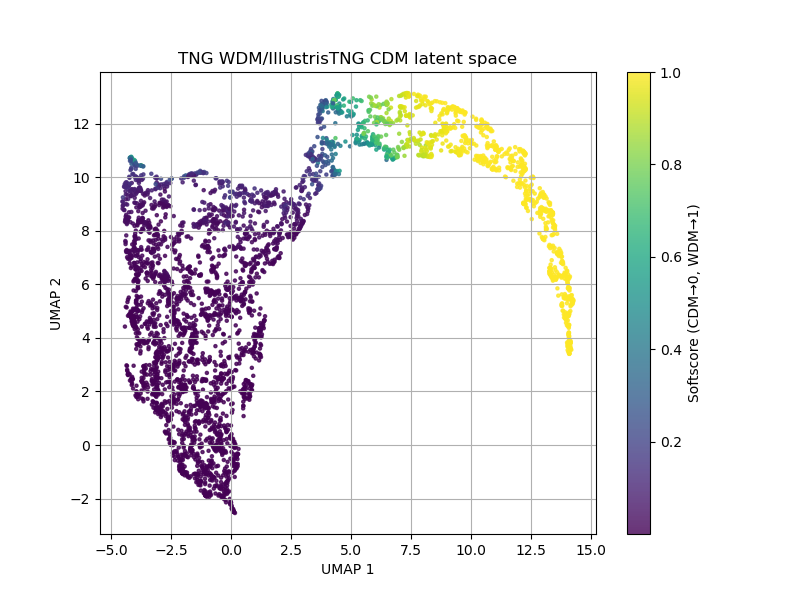 TNG WDM/IllustrisTNG CDM latent space
UMAP 2
12
10
8
6
4
2
0
−2
−5.0 −2.5 0.0 2.5 5.0 7.5 10.0 12.5 15.0
UMAP 1
1.0
0.8
0.6
0.4
0.2
Softscore (CDM→0, WDM→1)